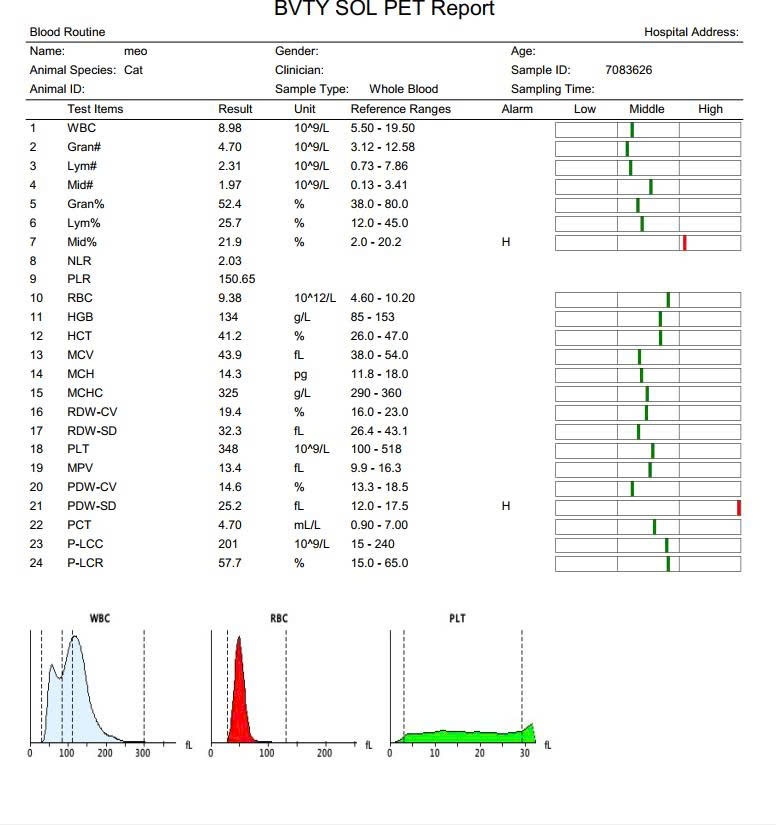 BVTY SOL PET Report
Blood Routine Hospital Address:
Name: meo Gender: Age:
Animal Species: Cat Clinician: Sample ID: 7083626
Animal ID: Sample Type: Whole Blood Sampling Time:
Test Items Result Unit Reference Ranges Alarm Low Middle High
1 WBC 8.98 10^9/L 5.50 - 19.50
2 Gran# 4.70 10^9/L 3.12 - 12.58
3 Lym# 2.31 10^9/L 0.73 - 7.86
4 Mid# 1.97 10^9/L 0.13 - 3.41
5 Gran% 52.4 % 38.0 - 80.0
6 Lym% 25.7 % 12.0 - 45.0
7 Mid% 21.9 % 2.0 - 20.2 H
8 NLR 2.03
9 PLR 150.65
10 RBC 9.38 10^12/L 4.60 - 10.20
11 HGB 134 g/L 85 - 153
12 HCT 41.2 % 26.0 - 47.0
13 MCV 43.9 fL 38.0 - 54.0
14 MCH 14.3 pg 11.8 - 18.0
15 MCHC 325 g/L 290 - 360
16 RDW-CV 19.4 % 16.0 - 23.0
17 RDW-SD 32.3 fL 26.4 - 43.1
18 PLT 348 10^9/L 100 - 518
19 MPV 13.4 fL 9.9 - 16.3
20 PDW-CV 14.6 % 13.3 - 18.5
21 PDW-SD 25.2 fL 12.0 - 17.5 H
22 PCT 4.70 mL/L 0.90 - 7.00
23 P-LCC 201 10^9/L 15 - 240
24 P-LCR 57.7 % 15.0 - 65.0
WBC RBC PLT
0 100 200 300 fL 0 100 200 fL 0 10 20 30 fL